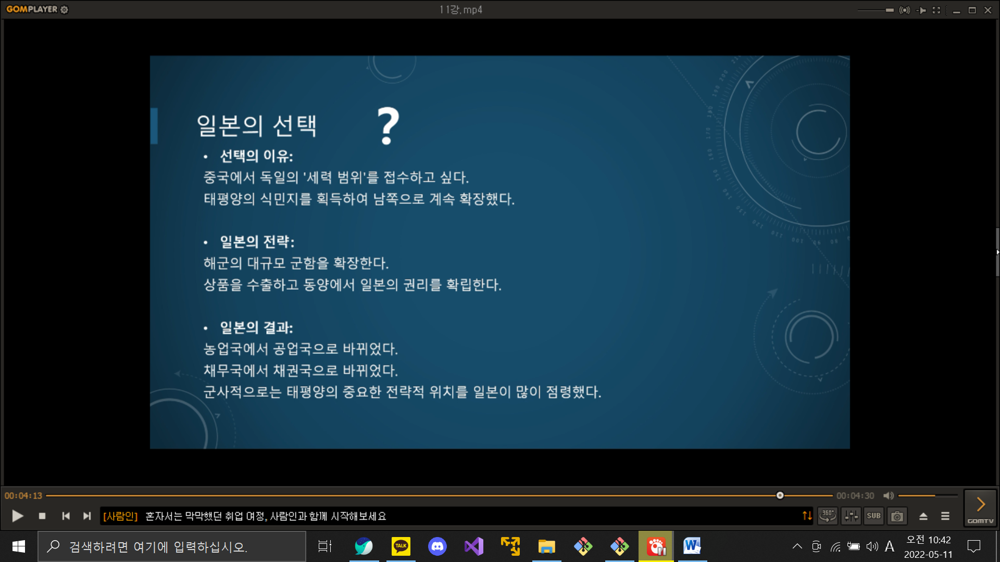 GOMPLAYER
11강.mp4
일본의 선택 ?
• 선택의 이유:
중국에서 독일의 '세력 범위'를 접수하고 싶다.
태평양의 식민지를 획득하여 남쪽으로 계속 확장했다.
• 일본의 전략:
해군의 대규모 군함을 확장한다.
상품을 수출하고 동양에서 일본의 권리를 확립한다.
• 일본의 결과:
농업국에서 공업국으로 바뀌었다.
채무국에서 채권국으로 바뀌었다.
군사적으로는 태평양의 중요한 전략적 위치를 일본이 많이 점령했다.
00:04:13
00:04:30
[사람인] 혼자서는 막막했던 취업 여정, 사람인과 함께 시작해보세요
360°
SUB
GOMTV
검색하려면 여기에 입력하십시오.
TALK
W
A
오전 10:42
2022-05-11